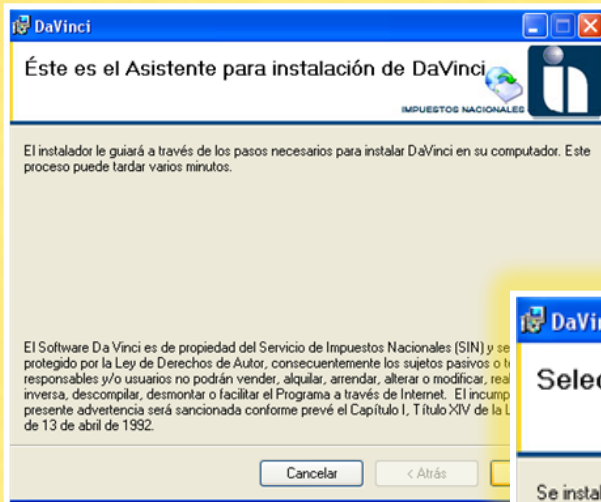 DaVinci
Éste es el Asistente para instalación de DaVinci
IMPUESTOS NACIONALES
in
El instalador le guiará a través de los pasos necesarios para instalar DaVinci en su computador. Este
proceso puede tardar varios minutos.
El Software Da Vinci es de propiedad del Servicio de Impuestos Nacionales (SIN) y
protegido por la Ley de Derechos de Autor, consecuentemente los sujetos pasivos o
responsables y/o usuarios no podrán vender, alquilar, arrendar, alterar o modificar,
inversa, descompilar, desmontar o facilitar el Programa a través de Internet. El
presente advertencia será sancionada conforme prevé el Capítulo I, Título XIV de la
de 13 de abril de 1992.
Cancelar
< Atrás